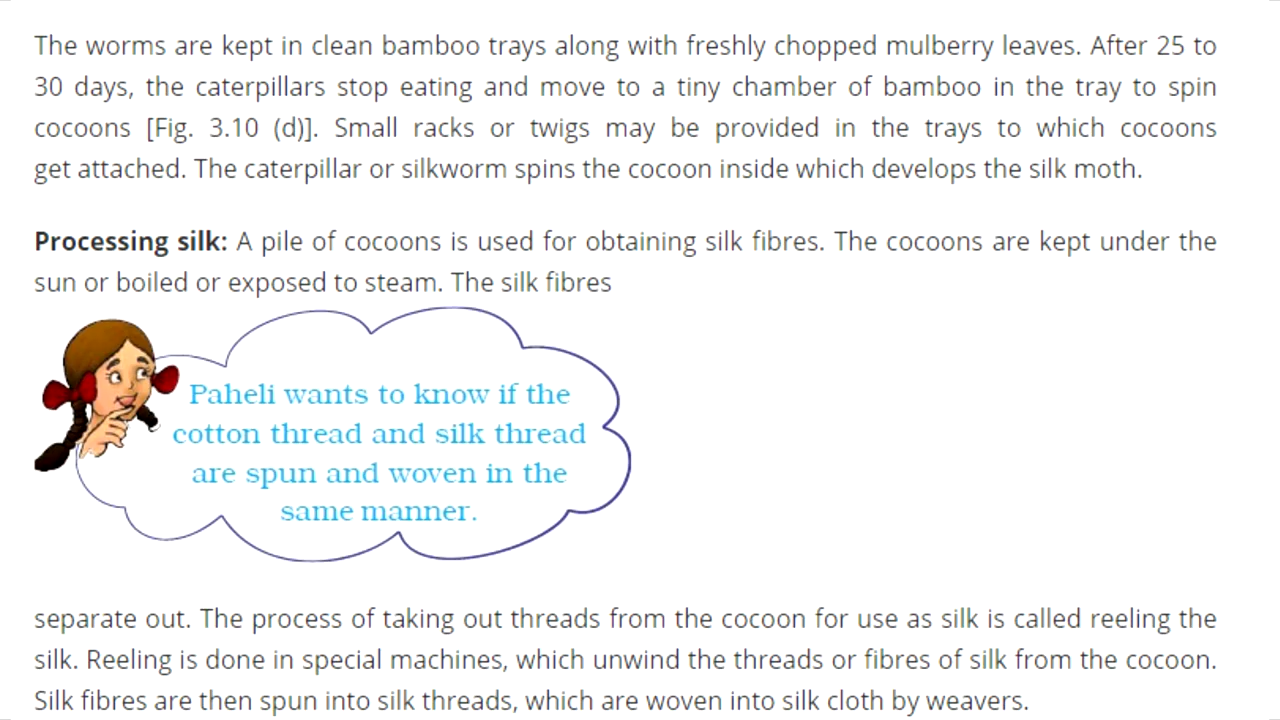 The worms are kept in clean bamboo trays along with freshly chopped mulberry leaves. After 25 to
30 days, the caterpillars stop eating and move to a tiny chamber of bamboo in the tray to spin
cocoons [Fig. 3.10 (d)]. Small racks or twigs may be provided in the trays to which cocoons
get attached. The caterpillar or silkworm spins the cocoon inside which develops the silk moth.
Processing silk: A pile of cocoons is used for obtaining silk fibres. The cocoons are kept under the
sun or boiled or exposed to steam. The silk fibres
Paheli wants to know if the
cotton thread and silk thread
are spun and woven in the
same manner.
separate out. The process of taking out threads from the cocoon for use as silk is called reeling the
silk. Reeling is done in special machines, which unwind the threads or fibres of silk from the cocoon.
Silk fibres are then spun into silk threads, which are woven into silk cloth by weavers.